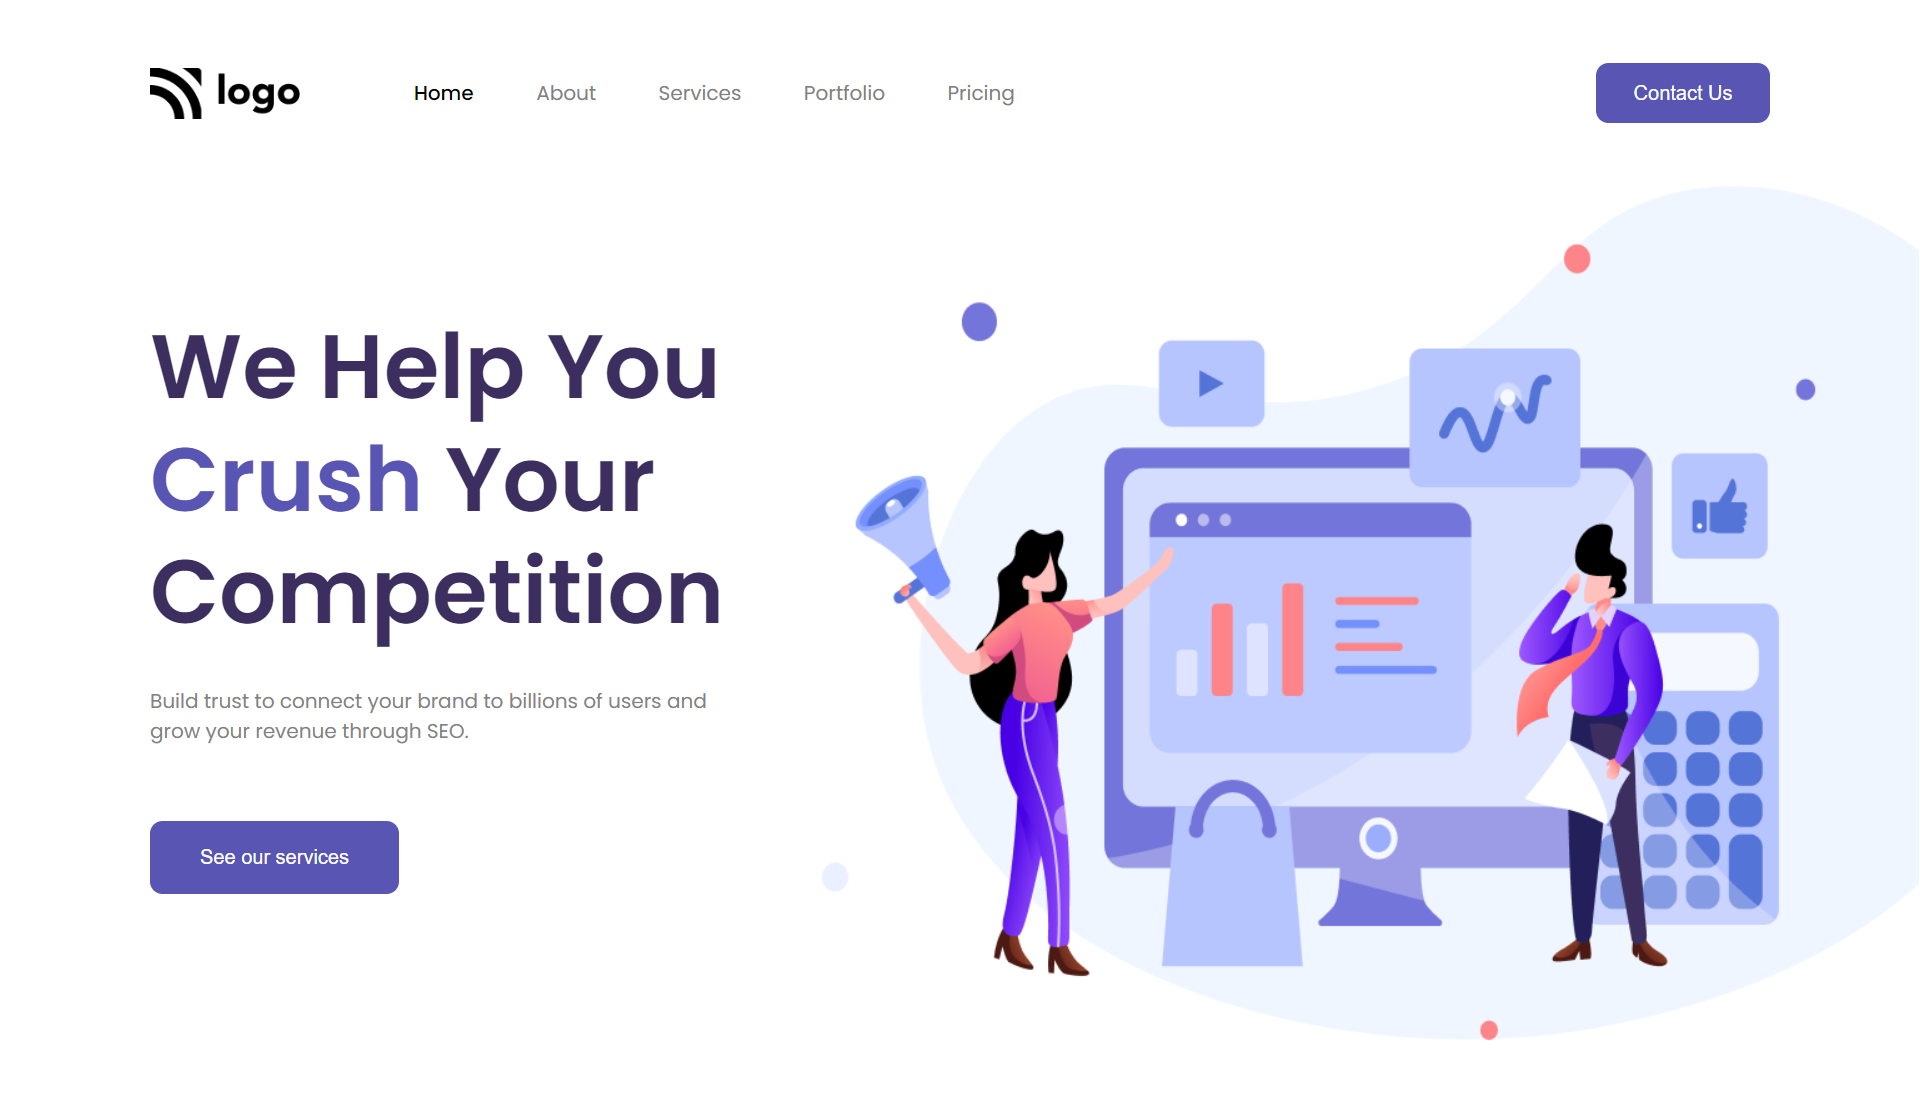 logo
Home About Services Portfolio Pricing
Contact Us
We Help You
Crush Your
Competition
Build trust to connect your brand to billions of users and
grow your revenue through SEO.
See our services